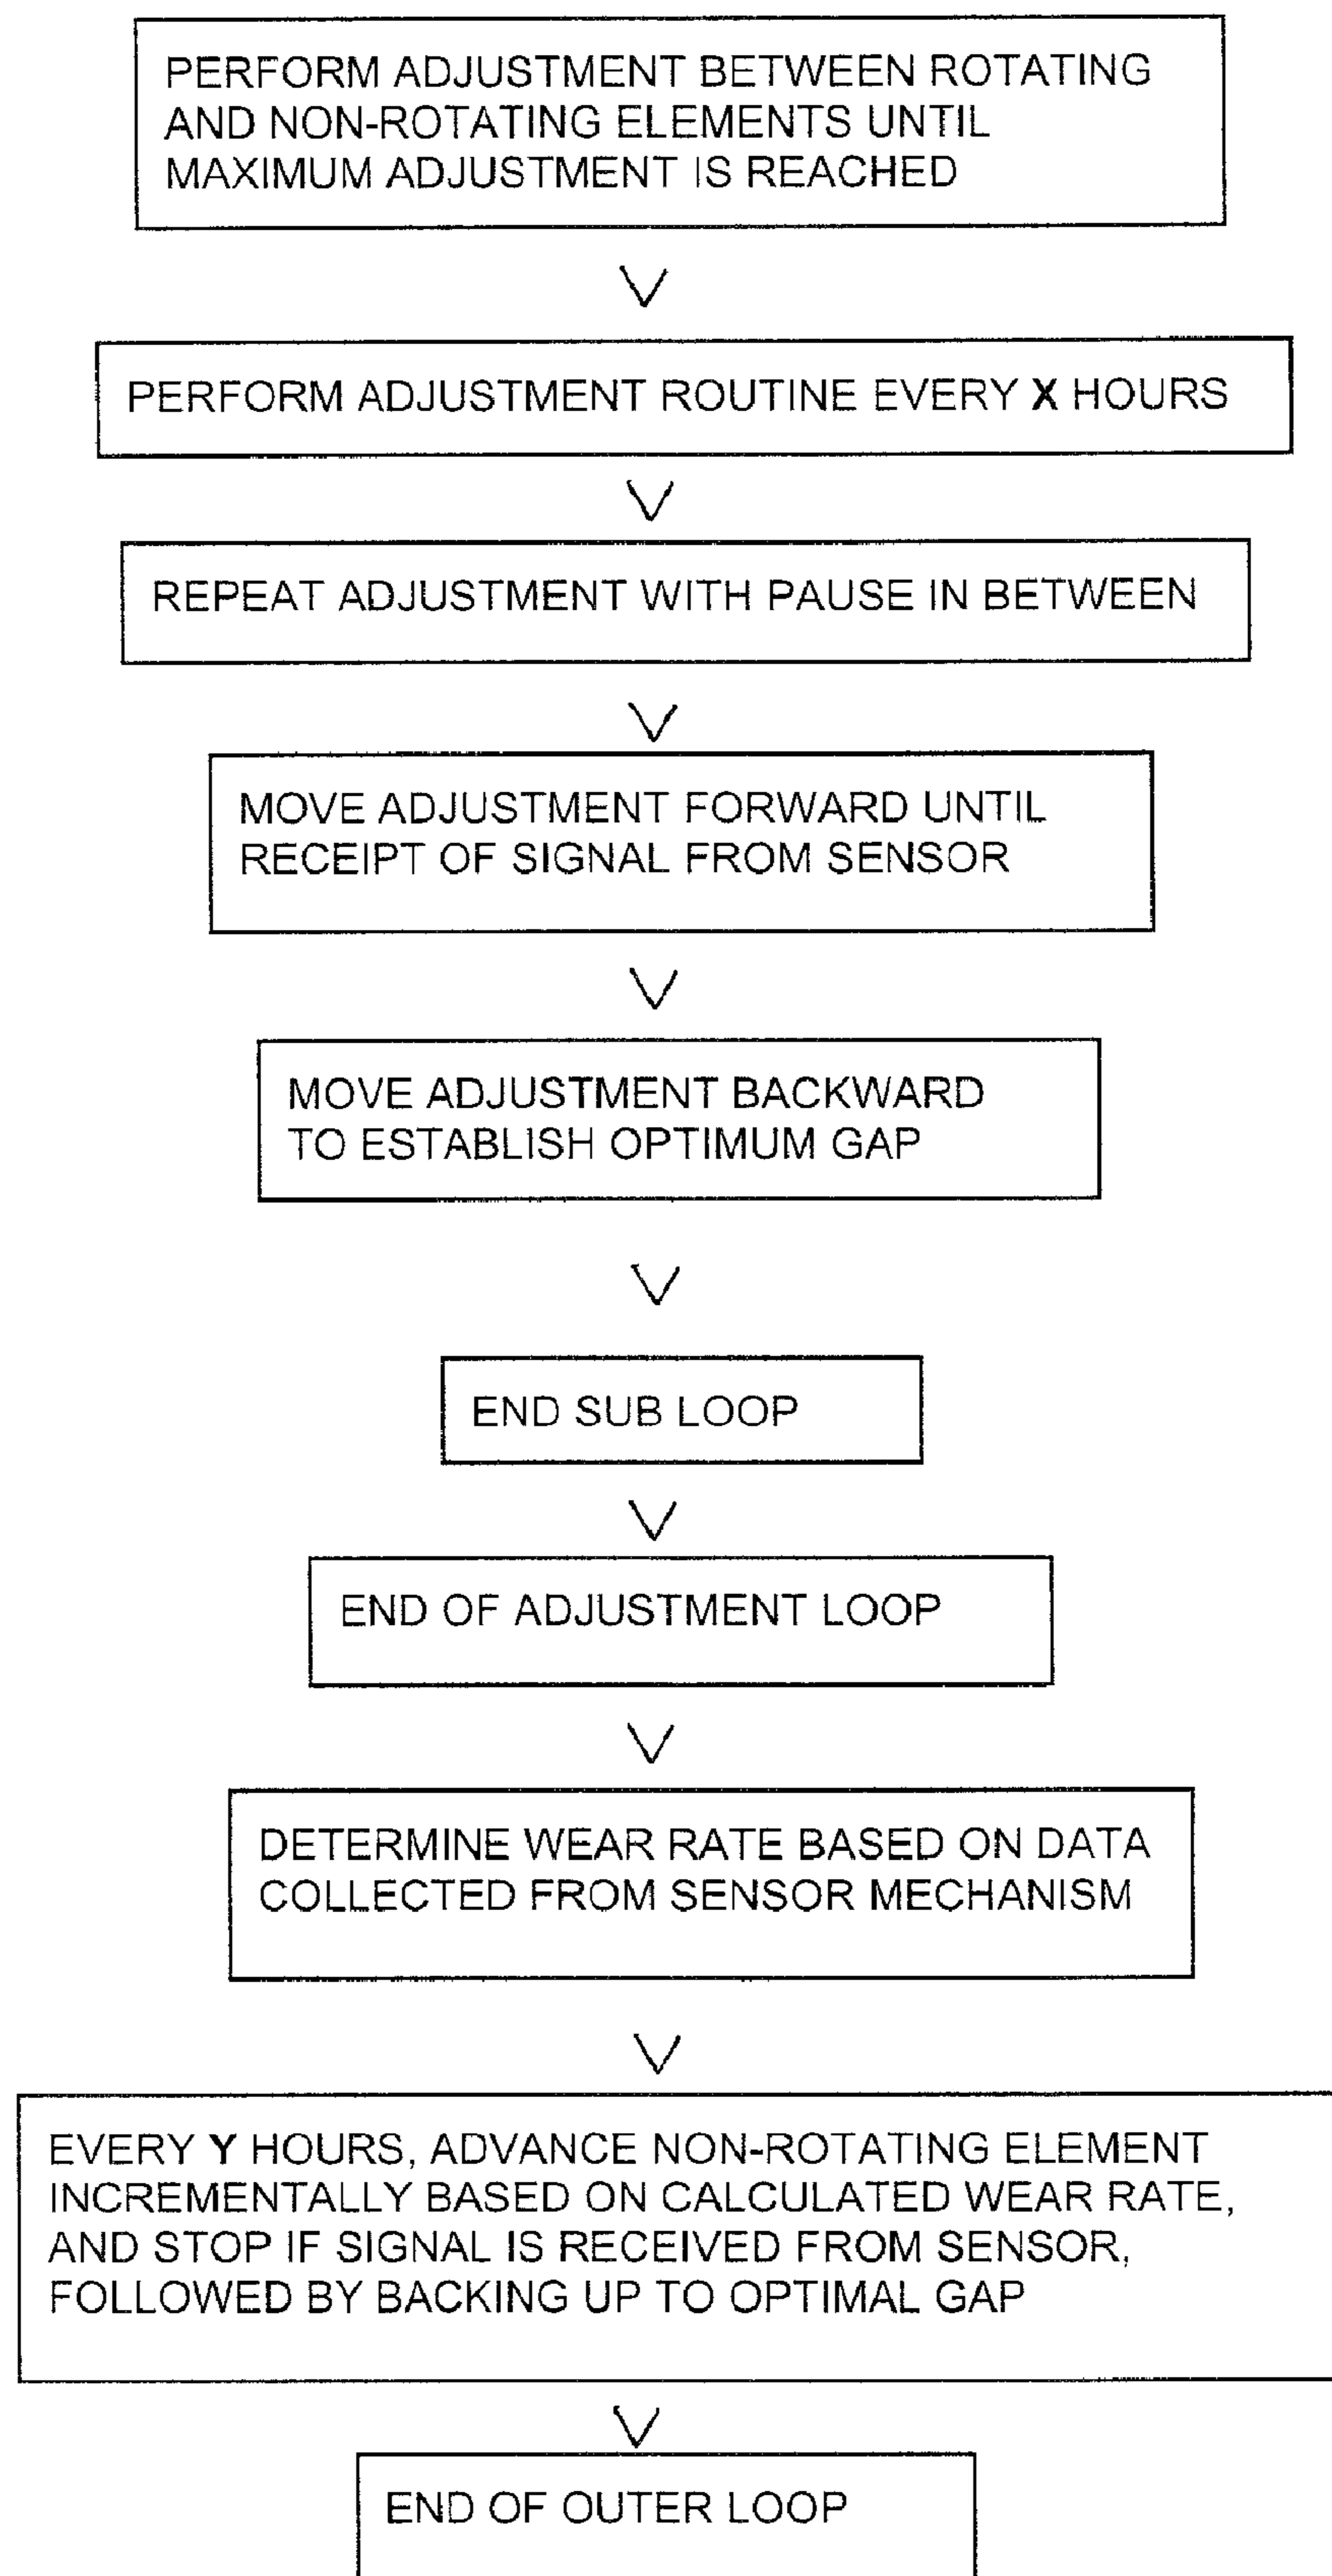 PERFORM ADJUSTMENT BETWEEN ROTATING
AND NON-ROTATING ELEMENTS UNTIL
MAXIMUM ADJUSTMENT IS REACHED
PERFORM ADJUSTMENT ROUTINE EVERY X HOURS
REPEAT ADJUSTMENT WITH PAUSE IN BETWEEN
MOVE ADJUSTMENT FORWARD UNTIL
RECEIPT OF SIGNAL FROM SENSOR
MOVE ADJUSTMENT BACKWARD
TO ESTABLISH OPTIMUM GAP
END SUB LOOP
END OF ADJUSTMENT LOOP
DETERMINE WEAR RATE BASED ON DATA
COLLECTED FROM SENSOR MECHANISM
EVERY Y HOURS, ADVANCE NON-ROTATING ELEMENT
INCREMENTALLY BASED ON CALCULATED WEAR RATE,
AND STOP IF SIGNAL IS RECEIVED FROM SENSOR,
FOLLOWED BY BACKING UP TO OPTIMAL GAP
END OF OUTER LOOP